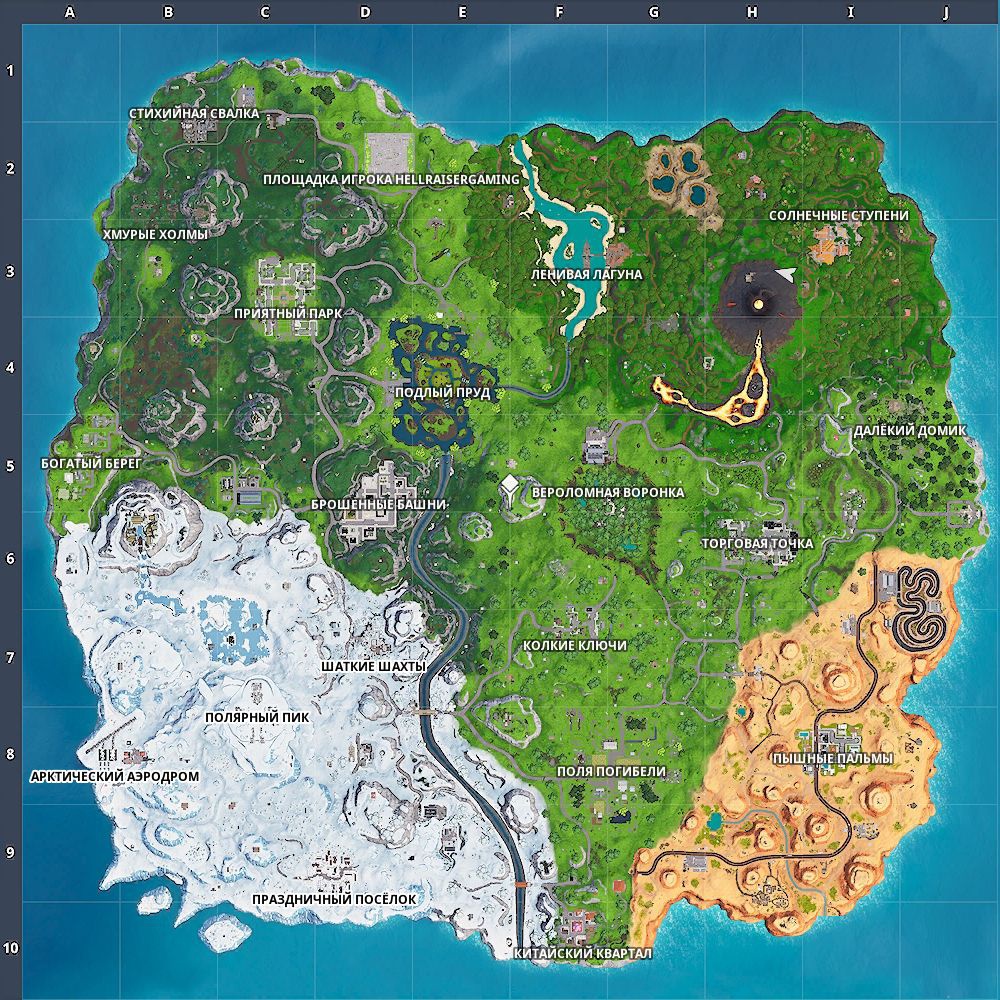 A B C D E F G H I J
1
СТИХИЙНАЯ СВАЛКА
2
ПЛОЩАДКА ИГРОКА HELLRAISERGAMING
СОЛНЕЧНЫЕ СТУПЕНИ
ХМУРЫЕ ХОЛМЫ
3
ЛЕНИВАЯ ЛАГУНА
ПРИЯТНЫЙ ПАРК
4
ПОДЛЫЙ ПРУД
ДАЛЁКИЙ ДОМИК
5
БОГАТЫЙ БЕРЕГ
ВЕРОЛОМНАЯ ВОРОНКА
БРОШЕННЫЕ БАШНИ
ТОРГОВАЯ ТОЧКА
6
КОЛКИЕ КЛЮЧИ
7
ШАТКИЕ ШАХТЫ
ПОЛЯРНЫЙ ПИК
8
ПЫШНЫЕ ПАЛЬМЫ
ПОЛЯ ПОГИБЕЛИ
АРКТИЧЕСКИЙ АЭРОДРОМ
9
ПРАЗДНИЧНЫЙ ПОСЁЛОК
10
КИТАЙСКИЙ КВАРТАЛ